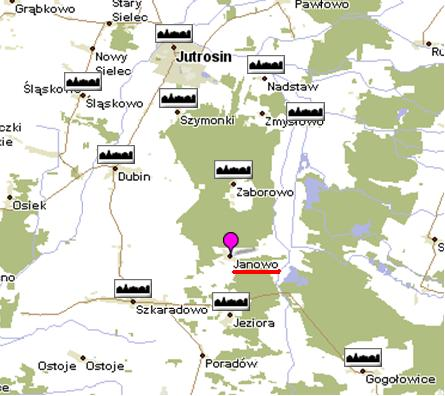 Grąbkowo
Stary
Sielec
Pawłowo
Nowy
Sielec
Jutrosin
Śląskowo
Śląskowo
Nadstaw
Szymonki
Zmysłowo
Dubin
Zaborowo
Osiek
Janowo
no
Szkaradowo
Jeziora
Ostoje
Ostoje
Poradów
Gogołowice